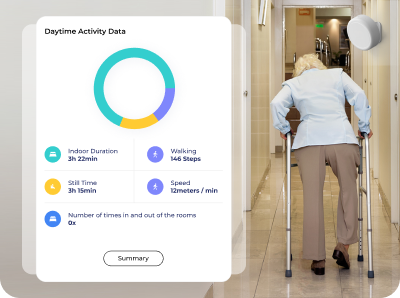 Daytime Activity Data
Indoor Duration
3h 22min
Walking
146 Steps
Still Time
3h 15min
Speed
12meters / min
Number of times in and out of the rooms
0x
Summary